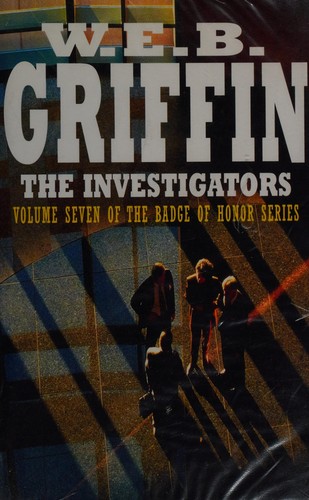 W.E.B.
GRIFFIN
THE INVESTIGATORS
VOLUME SEVEN OF THE BADGE OF HONOR SERIES